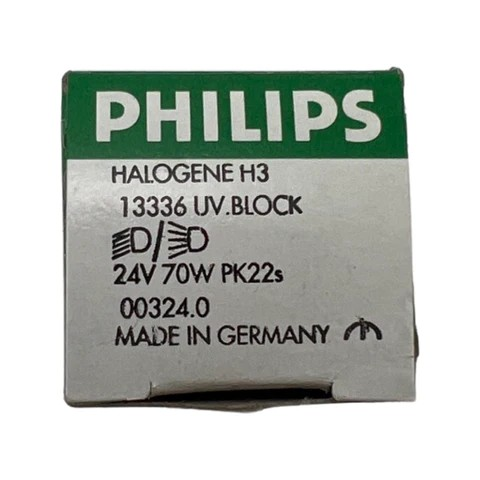 PHILIPS
HALOGENE H3
13336 UV.BLOCK
24V 70W PK22s
00324.0
MADE IN GERMANY